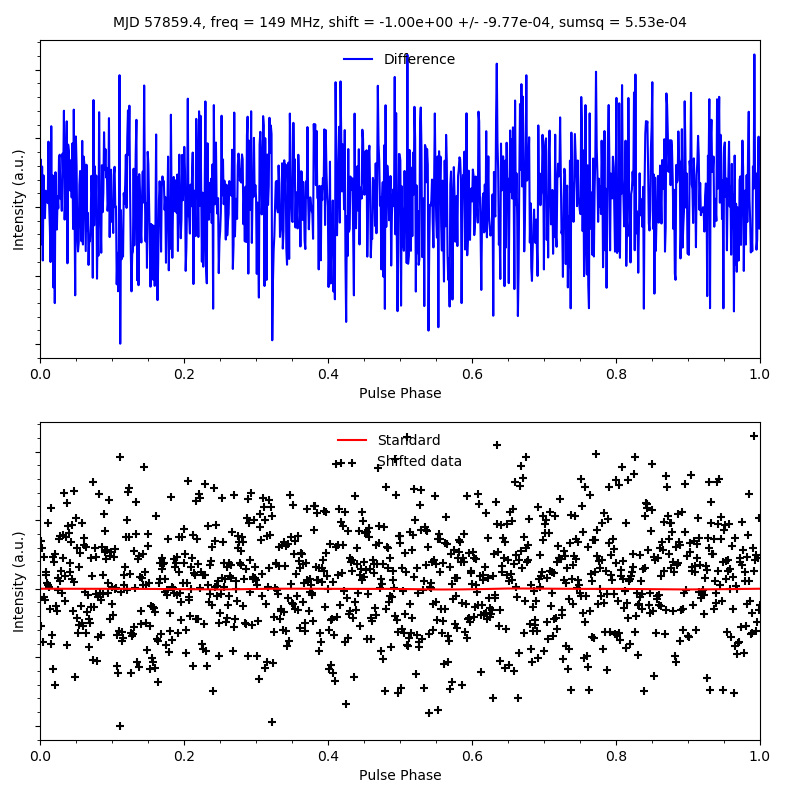 MJD 57859.4, freq = 149 MHz, shift = -1.00e+00 +/- -9.77e-04, sumsq = 5.53e-04
Difference
Intensity (a.u.)
0.0 0.2 0.4 0.6 0.8 1.0
Pulse Phase
Standard
Shifted data
Intensity (a.u.)
0.0 0.2 0.4 0.6 0.8 1.0
Pulse Phase